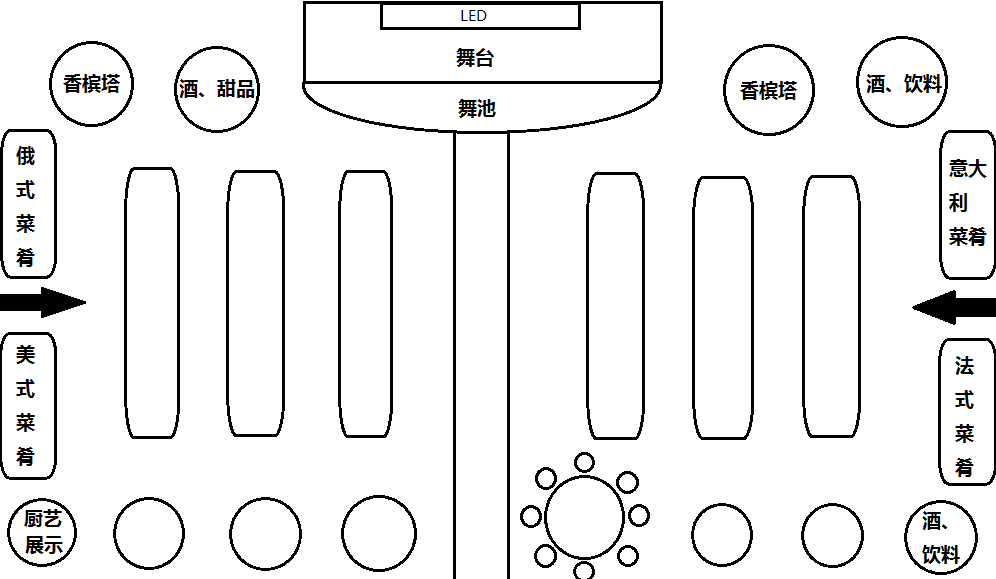 LED
舞台
舞池
香槟塔
酒、甜品
香槟塔
酒、饮料
俄
式
菜
肴
意大
利
菜肴
美
式
菜
肴
法
式
菜
肴
厨艺
展示
酒、
饮料